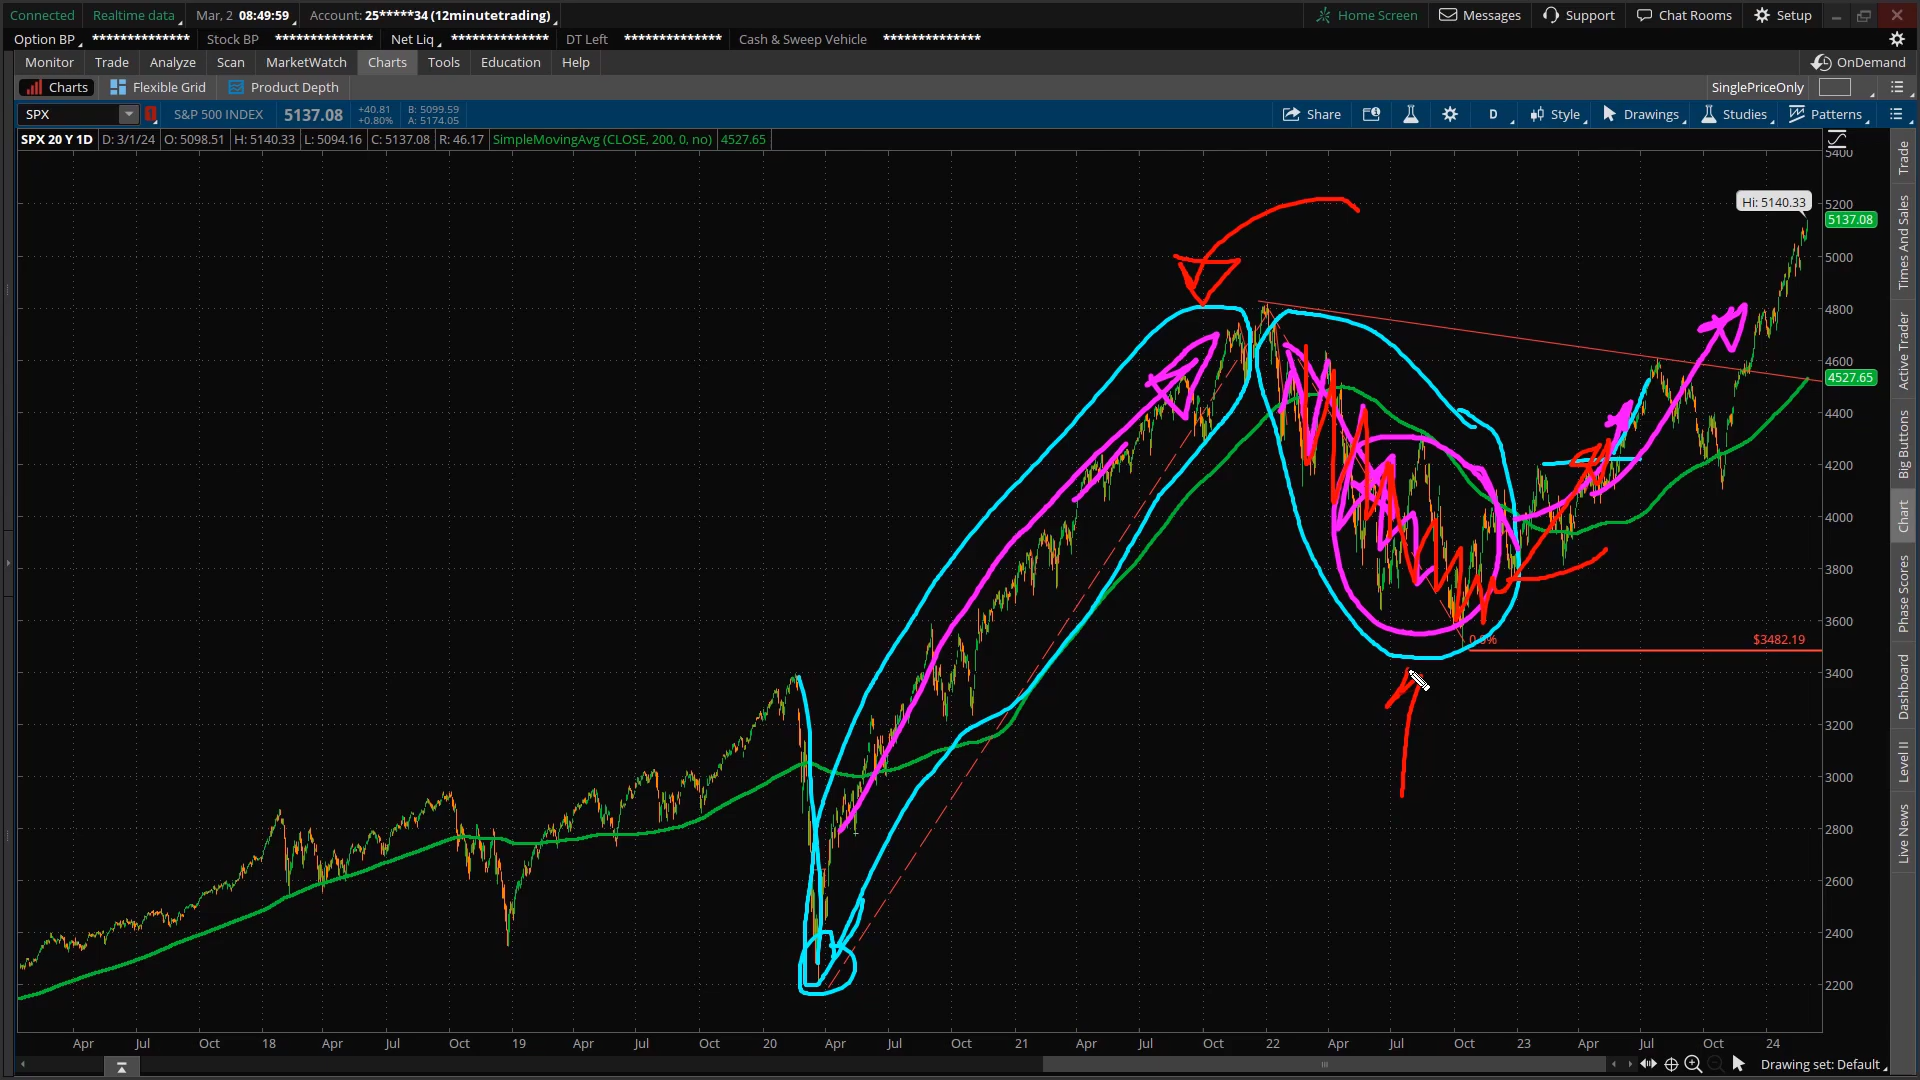 Connected Realtime data Mar, 2 08:49:59 Account: 25*****34 (12minutetrading) Home Screen Messages Support Chat Rooms Setup
Option BP ************** Stock BP ************** Net Liq ************** DT Left ************** Cash & Sweep Vehicle **************
Monitor Trade Analyze Scan MarketWatch Charts Tools Education Help OnDemand
Charts Flexible Grid Product Depth SinglePriceOnly
SPX S&P 500 INDEX 5137.08 +40.81 B: 5099.59 Share D Style Drawings Studies Patterns
+0.80% A: 5174.05
SPX 20 Y 1D D: 3/1/24 O: 5098.51 H: 5140.33 L: 5094.16 C: 5137.08 R: 46.17 SimpleMovingAvg (CLOSE, 200, 0, no) 4527.65
5400
Hi: 5140.33
5200
5137.08
5000
4800
4600
4527.65
4400
4200
4000
3800
3600
$3482.19
3400
3200
3000
2800
2600
2400
2200
Apr Jul Oct 18 Apr Jul Oct 19 Apr Jul Oct 20 Apr Jul Oct 21 Apr Jul Oct 22 Apr Jul Oct 23 Apr Jul Oct 24
Drawing set: Default
Trade
Times And Sales
Active Trader
Big Buttons
Chart
Phase Scores
Dashboard
Level II
Live News